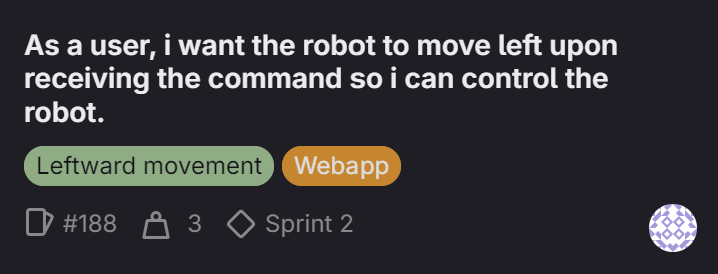 As a user, i want the robot to move left upon
receiving the command so i can control the
robot.
Leftward movement Webapp
#188 3 Sprint 2